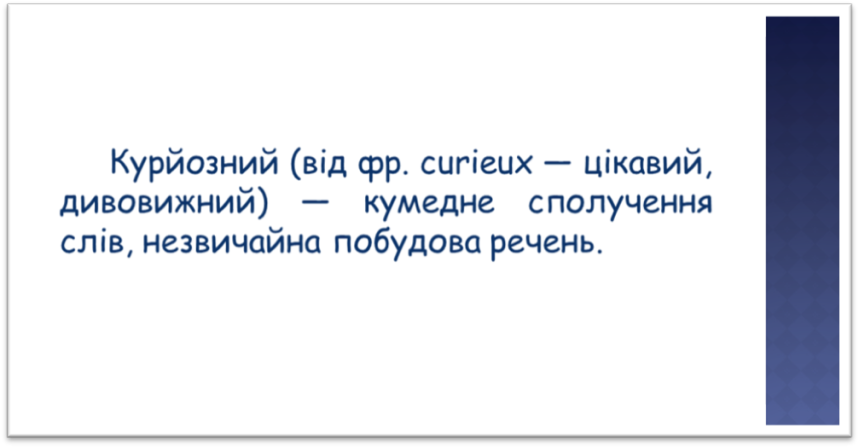 Курйозний (від фр. curieux — цікавий,
дивовижний) — кумедне сполучення
слів, незвичайна побудова речень.